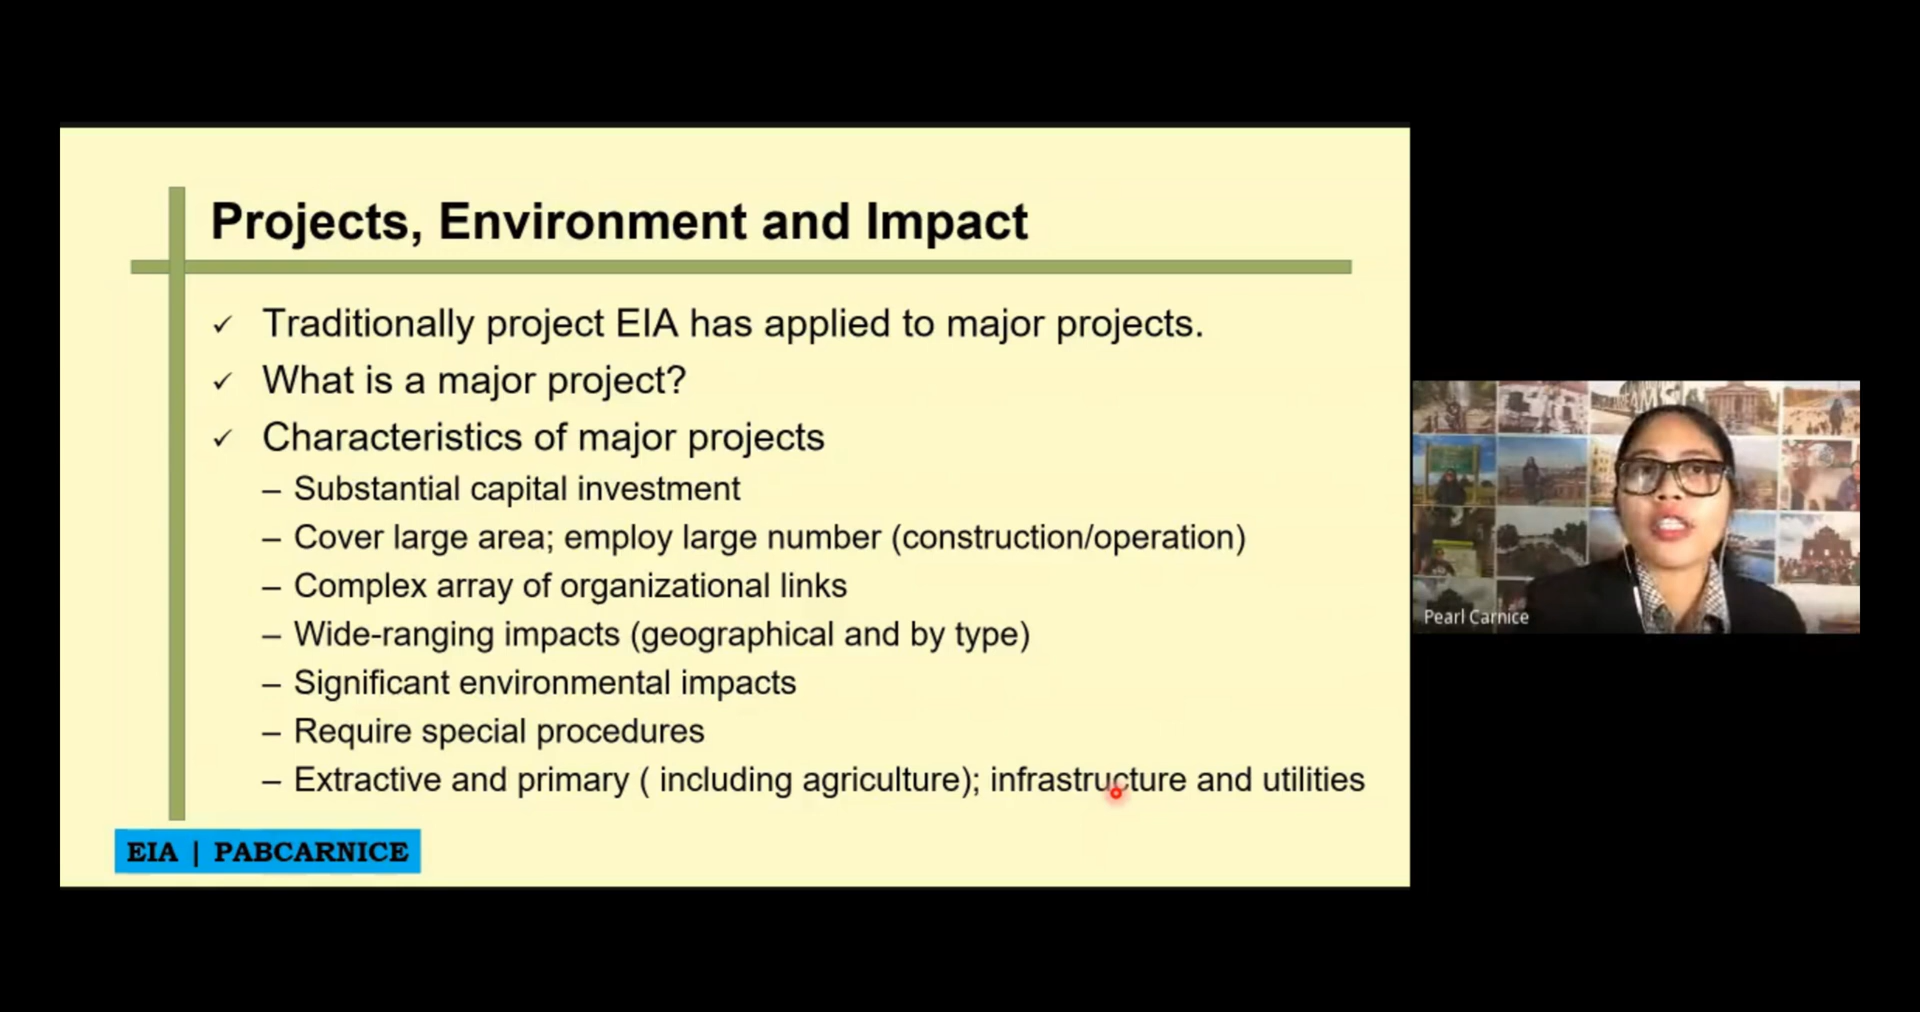 Projects, Environment and Impact
✓ Traditionally project EIA has applied to major projects.
✓ What is a major project?
✓ Characteristics of major projects
– Substantial capital investment
– Cover large area; employ large number (construction/operation)
– Complex array of organizational links
– Wide-ranging impacts (geographical and by type)
– Significant environmental impacts
– Require special procedures
– Extractive and primary ( including agriculture); infrastructure and utilities
EIA | PABCARNICE
Pearl Carnice